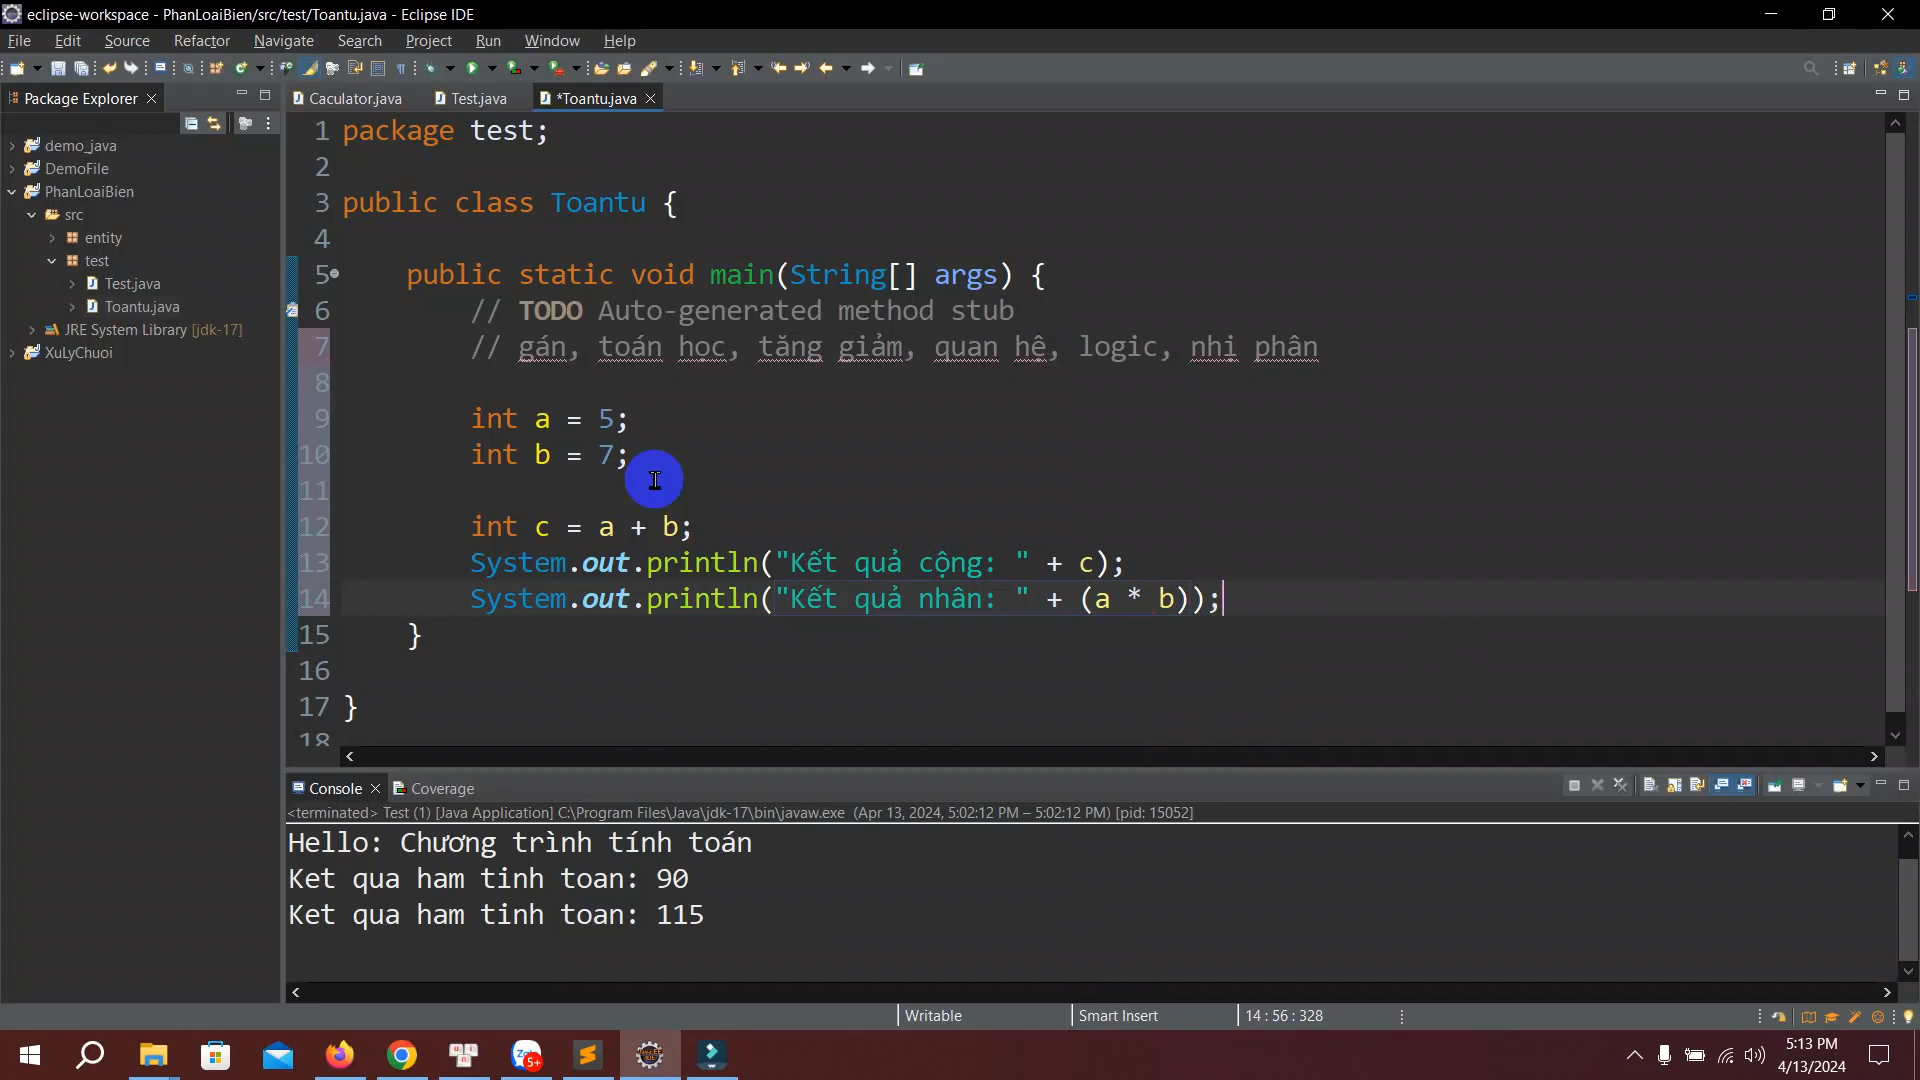 eclipse-workspace - PhanLoaiBien/src/test/Toantu.java - Eclipse IDE
File Edit Source Refactor Navigate Search Project Run Window Help
Package Explorer
Caculator.java Test.java *Toantu.java
demo_java
DemoFile
PhanLoaiBien
src
entity
test
Test.java
Toantu.java
JRE System Library [jdk-17]
XuLyChuoi
1 package test;
2
3 public class Toantu {
4
5 public static void main(String[] args) {
6 // TODO Auto-generated method stub
7 // gán, toán học, tăng giảm, quan hệ, logic, nhị phân
8
9 int a = 5;
10 int b = 7;
11
12 int c = a + b;
13 System.out.println("Kết quả cộng: " + c);
14 System.out.println("Kết quả nhân: " + (a * b));
15 }
16
17 }
18
Console Coverage
<terminated> Test (1) [Java Application] C:\Program Files\Java\jdk-17\bin\javaw.exe (Apr 13, 2024, 5:02:12 PM – 5:02:12 PM) [pid: 15052]
Hello: Chương trình tính toán
Ket qua ham tinh toan: 90
Ket qua ham tinh toan: 115
Writable Smart Insert 14 : 56 : 328
5+
5:13 PM
4/13/2024